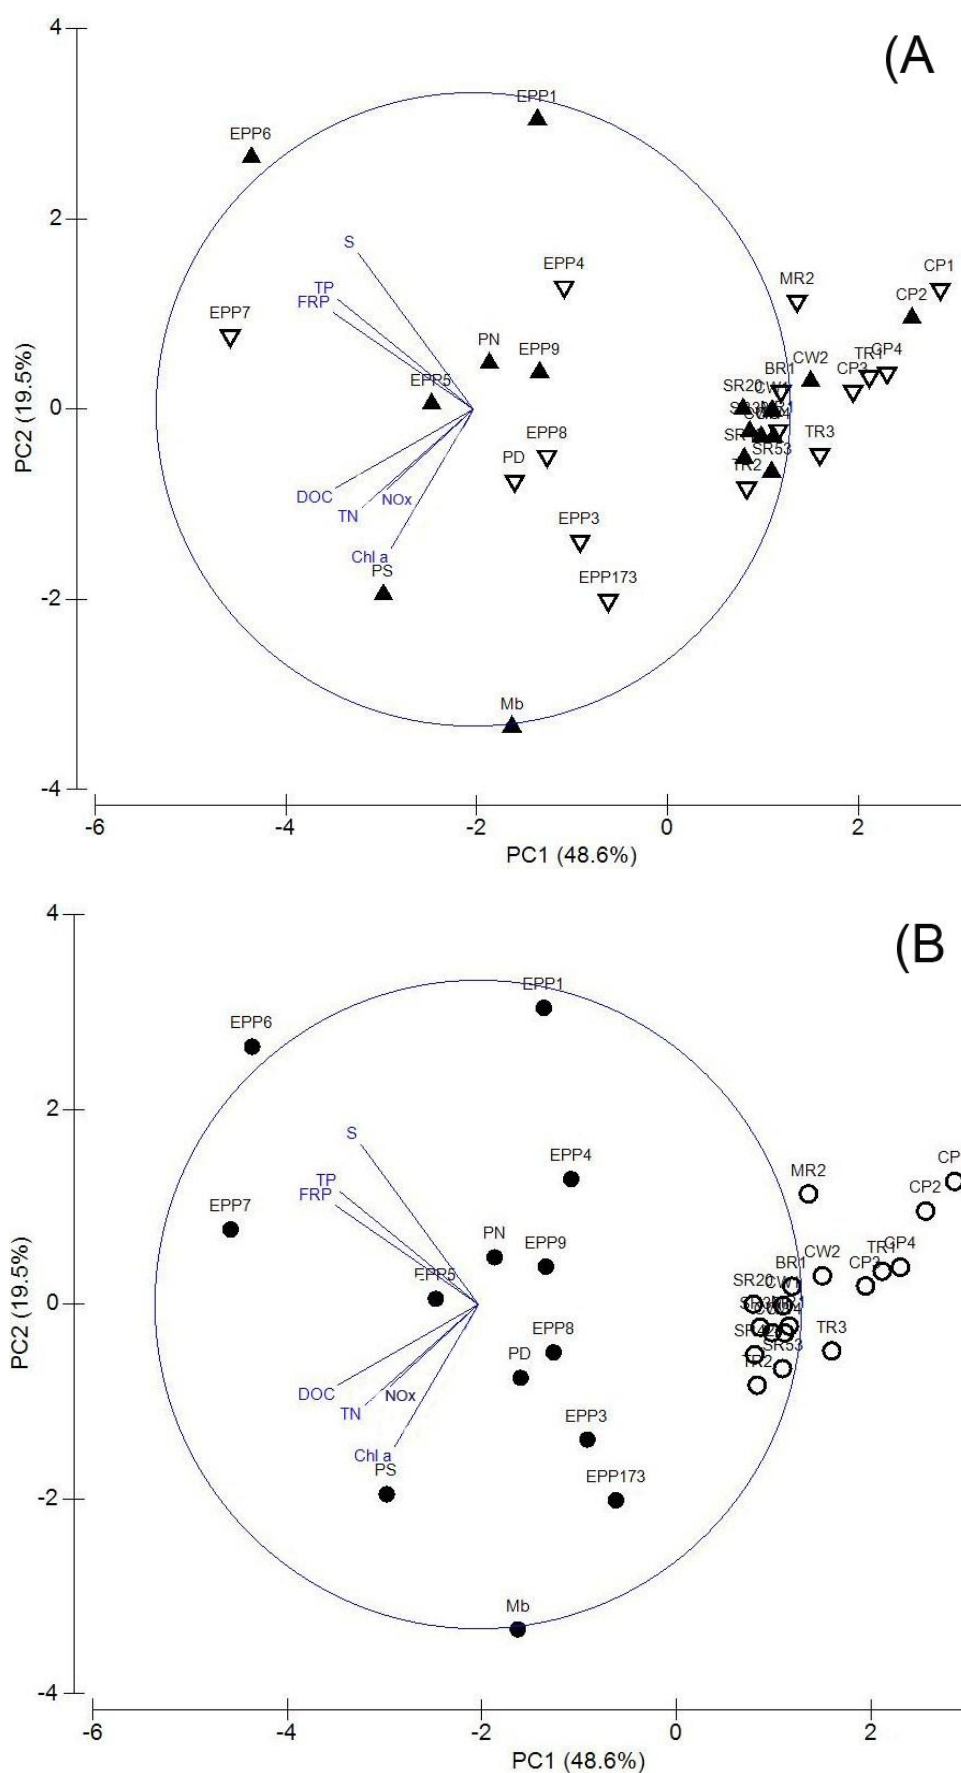 (A
4
EPP1
EPP6
2
S
EPP4
CP1
TP
MR2
FRP
CP2
EPP7
PN
EPP9
CW2
TR1 CP4
BR1
CP3
EPP5
SR20
0
EPP8
SR53
TR3
PD
TR2
DOC
NOx
TN
EPP3
Chl a
PS
EPP173
-2
Mb
-4
PC2 (19.5%)
-6 -4 -2 0 2
PC1 (48.6%)
4
(B
EPP1
EPP6
2
S
EPP4
CP
MR2
TP
FRP
CP2
EPP7
PN
EPP9
CW2
TR1 CP4
BR1
CP3
EPP5
SR20
0
EPP8
TR3
PD
SR53
TR2
DOC
NOx
TN
EPP3
Chl a
PS
EPP173
-2
Mb
-4
PC2 (19.5%)
-6 -4 -2 0 2
PC1 (48.6%)